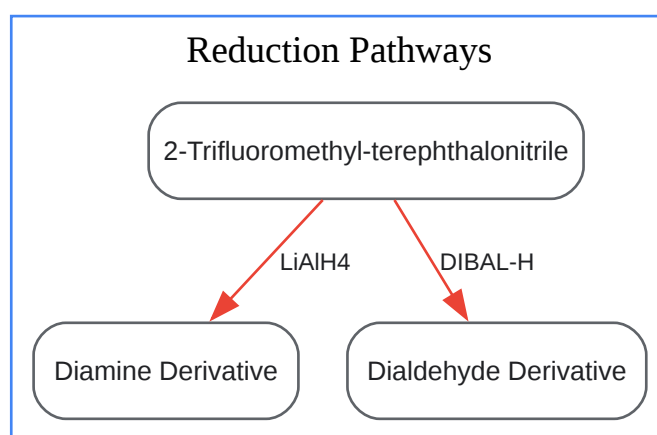 Reduction Pathways
2-Trifluoromethyl-terephthalonitrile
LiAlH4
DIBAL-H
Diamine Derivative
Dialdehyde Derivative